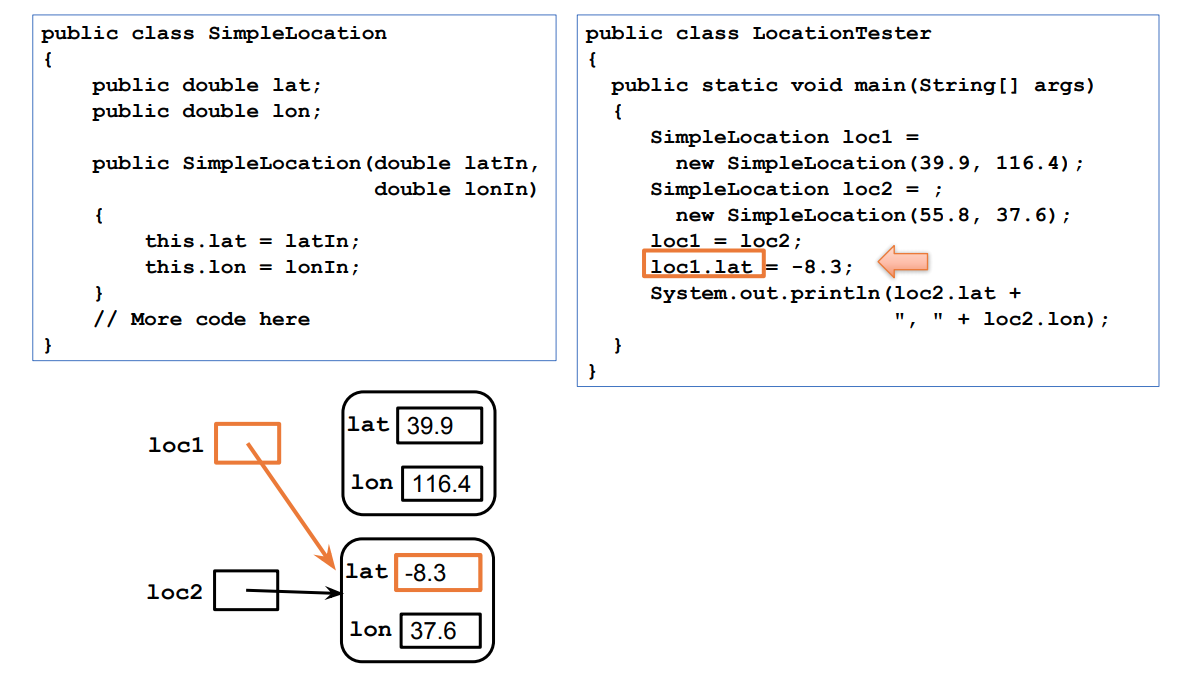 public class SimpleLocation
{
    public double lat;
    public double lon;

    public SimpleLocation(double latIn,
                          double lonIn)
    {
        this.lat = latIn;
        this.lon = lonIn;
    }
    // More code here
}
public class LocationTester
{
  public static void main(String[] args)
  {
     SimpleLocation loc1 =
       new SimpleLocation(39.9, 116.4);
     SimpleLocation loc2 = ;
       new SimpleLocation(55.8, 37.6);
     loc1 = loc2;
     loc1.lat = -8.3;
     System.out.println(loc2.lat +
                        ", " + loc2.lon);
  }
}
loc1
lat 39.9
lon 116.4
loc2
lat -8.3
lon 37.6